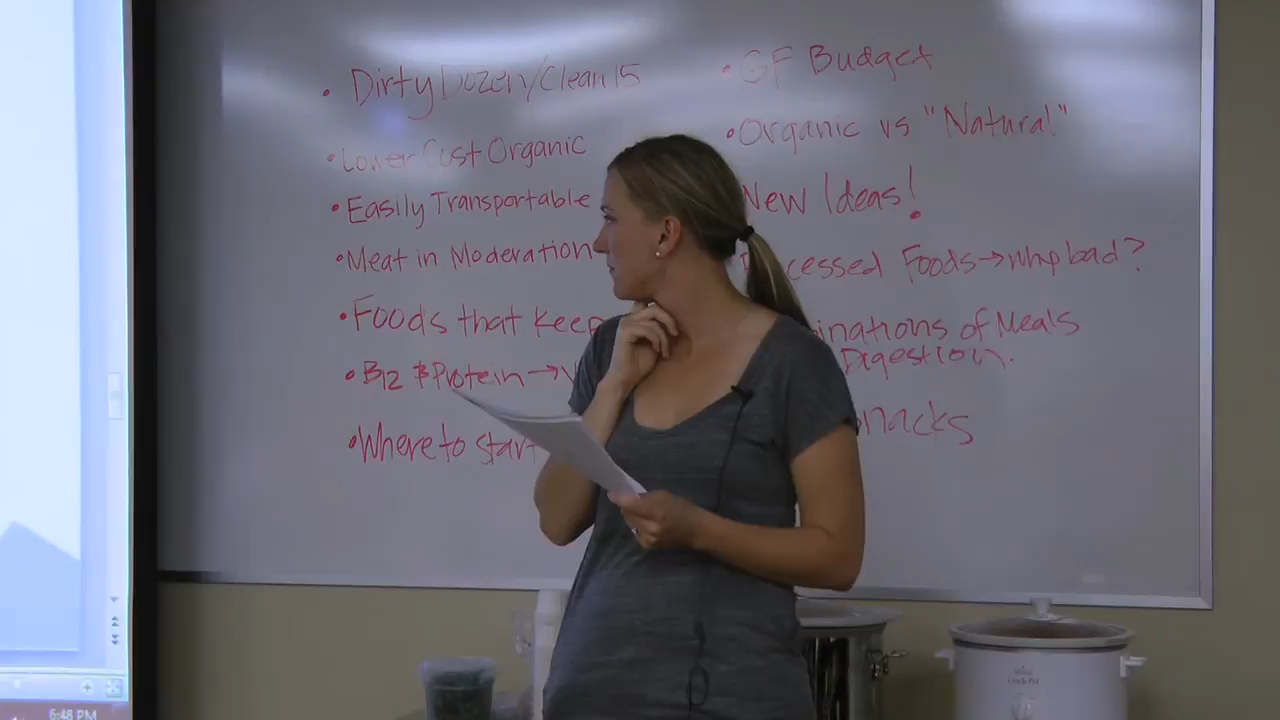 • Dirty Dozen/Clean 15
• Lower Cost Organic
• Easily Transportable
• Meat in Moderation
• Foods that Keep
• B12 & Protein →
• Where to start
• GF Budget
• Organic vs "Natural"
New Ideas!
Processed Foods → why bad?
inations of Meals
Digestion.
nacks
Crock-Pot
6:48 PM